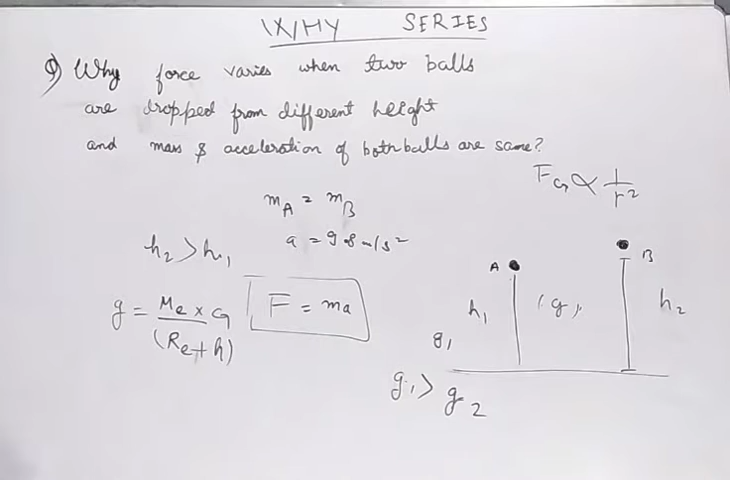 WHY SERIES
Q) Why force varies when two balls
are dropped from different height
and mass & acceleration of both balls are same?
F_G ∝ 1/r²
m_A = m_B
a = 9.8 m/s²
h₂ > h₁
g = (M_e × G)/(R_e + h)
F = ma
A
B
h₁
(g)
h₂
g₁
g₁ > g₂